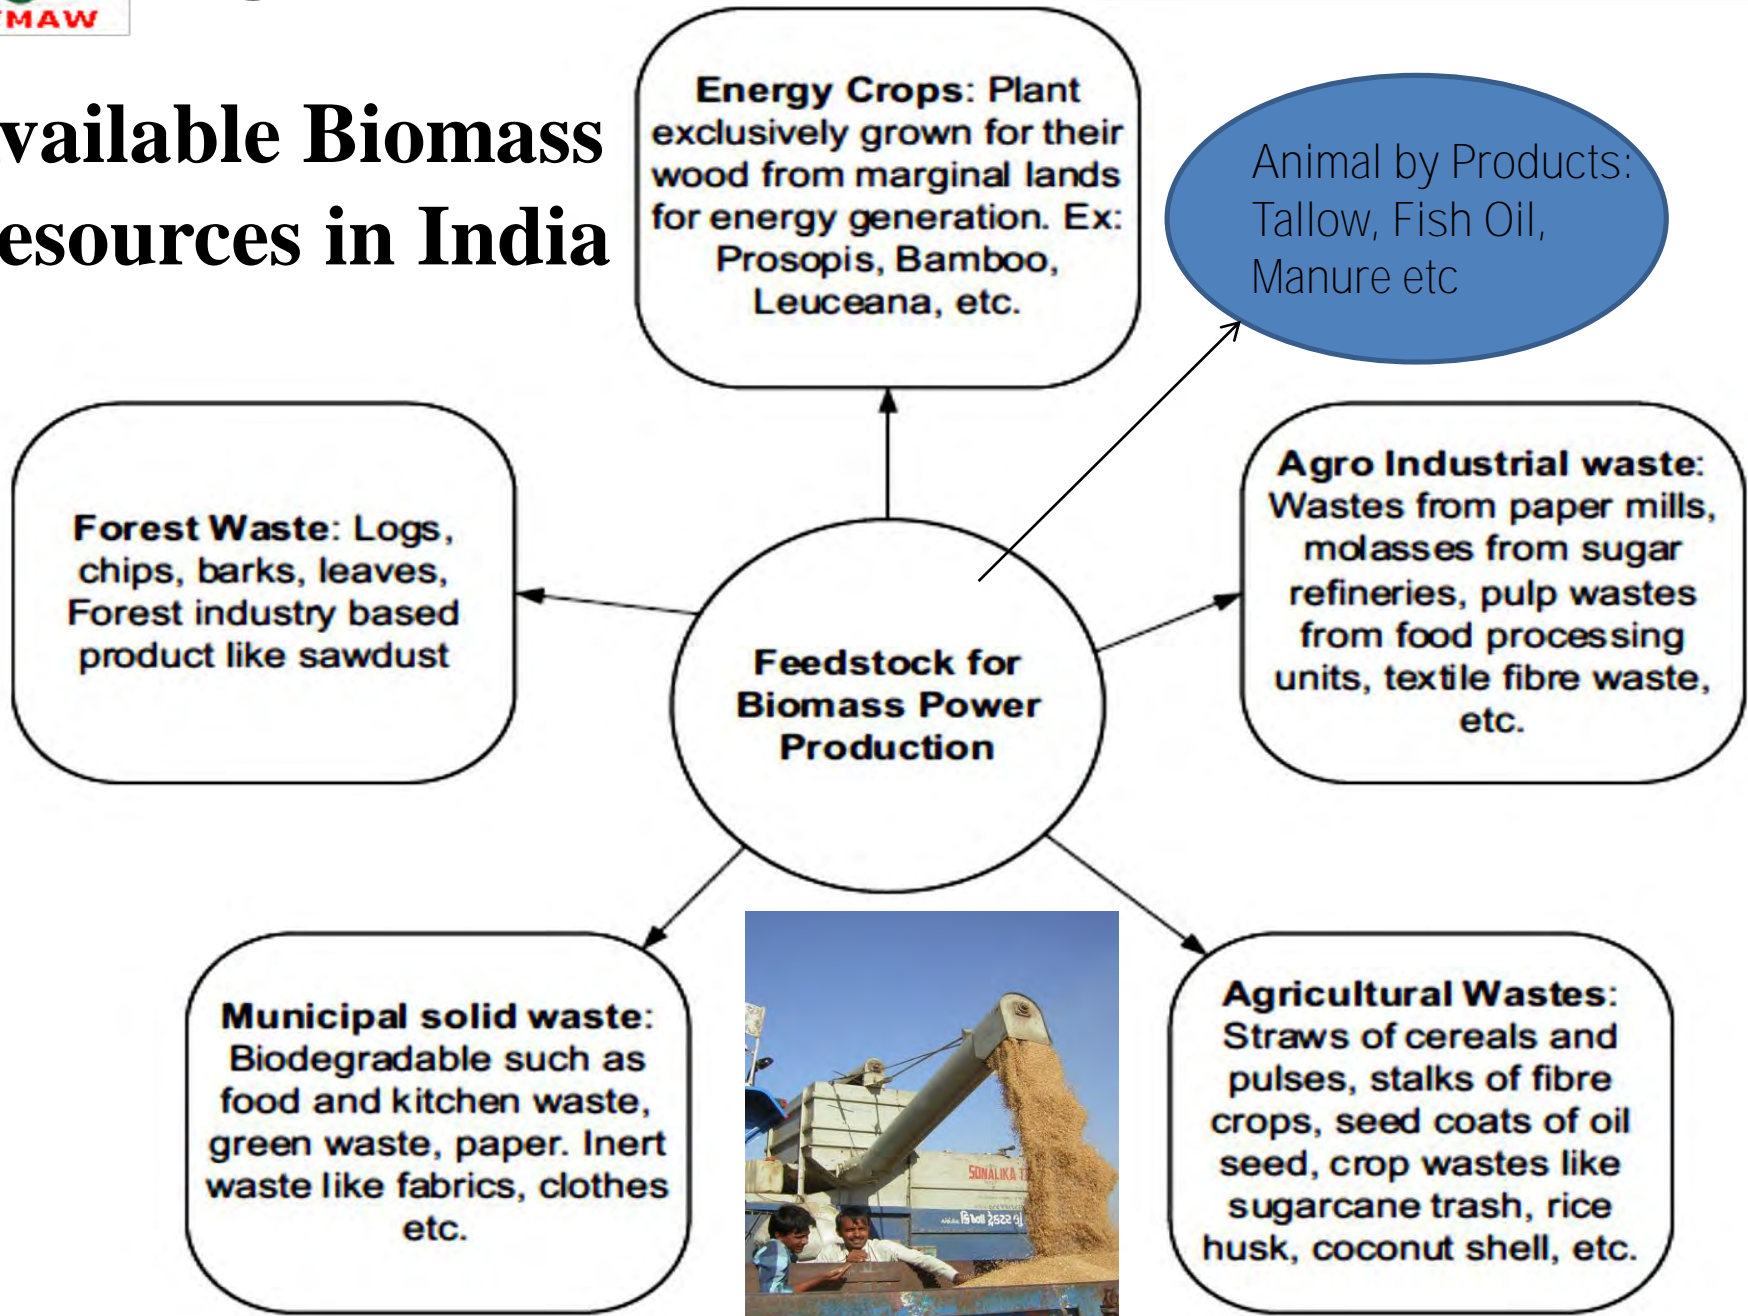 MAW
vailable Biomass
esources in India
Energy Crops: Plant
exclusively grown for their
wood from marginal lands
for energy generation. Ex:
Prosopis, Bamboo,
Leuceana, etc.
Animal by Products:
Tallow, Fish Oil,
Manure etc
Forest Waste: Logs,
chips, barks, leaves,
Forest industry based
product like sawdust
Agro Industrial waste:
Wastes from paper mills,
molasses from sugar
refineries, pulp wastes
from food processing
units, textile fibre waste,
etc.
Feedstock for
Biomass Power
Production
Municipal solid waste:
Biodegradable such as
food and kitchen waste,
green waste, paper. Inert
waste like fabrics, clothes
etc.
SONALIKA
Agricultural Wastes:
Straws of cereals and
pulses, stalks of fibre
crops, seed coats of oil
seed, crop wastes like
sugarcane trash, rice
husk, coconut shell, etc.